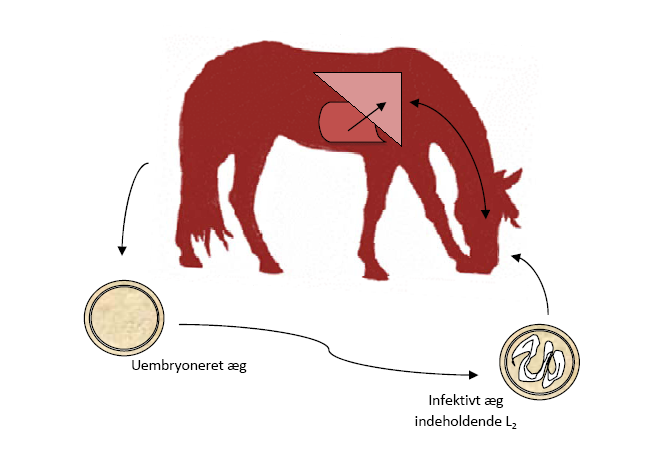 Uembryoneret æg
Infektivt æg
indeholdende L₂